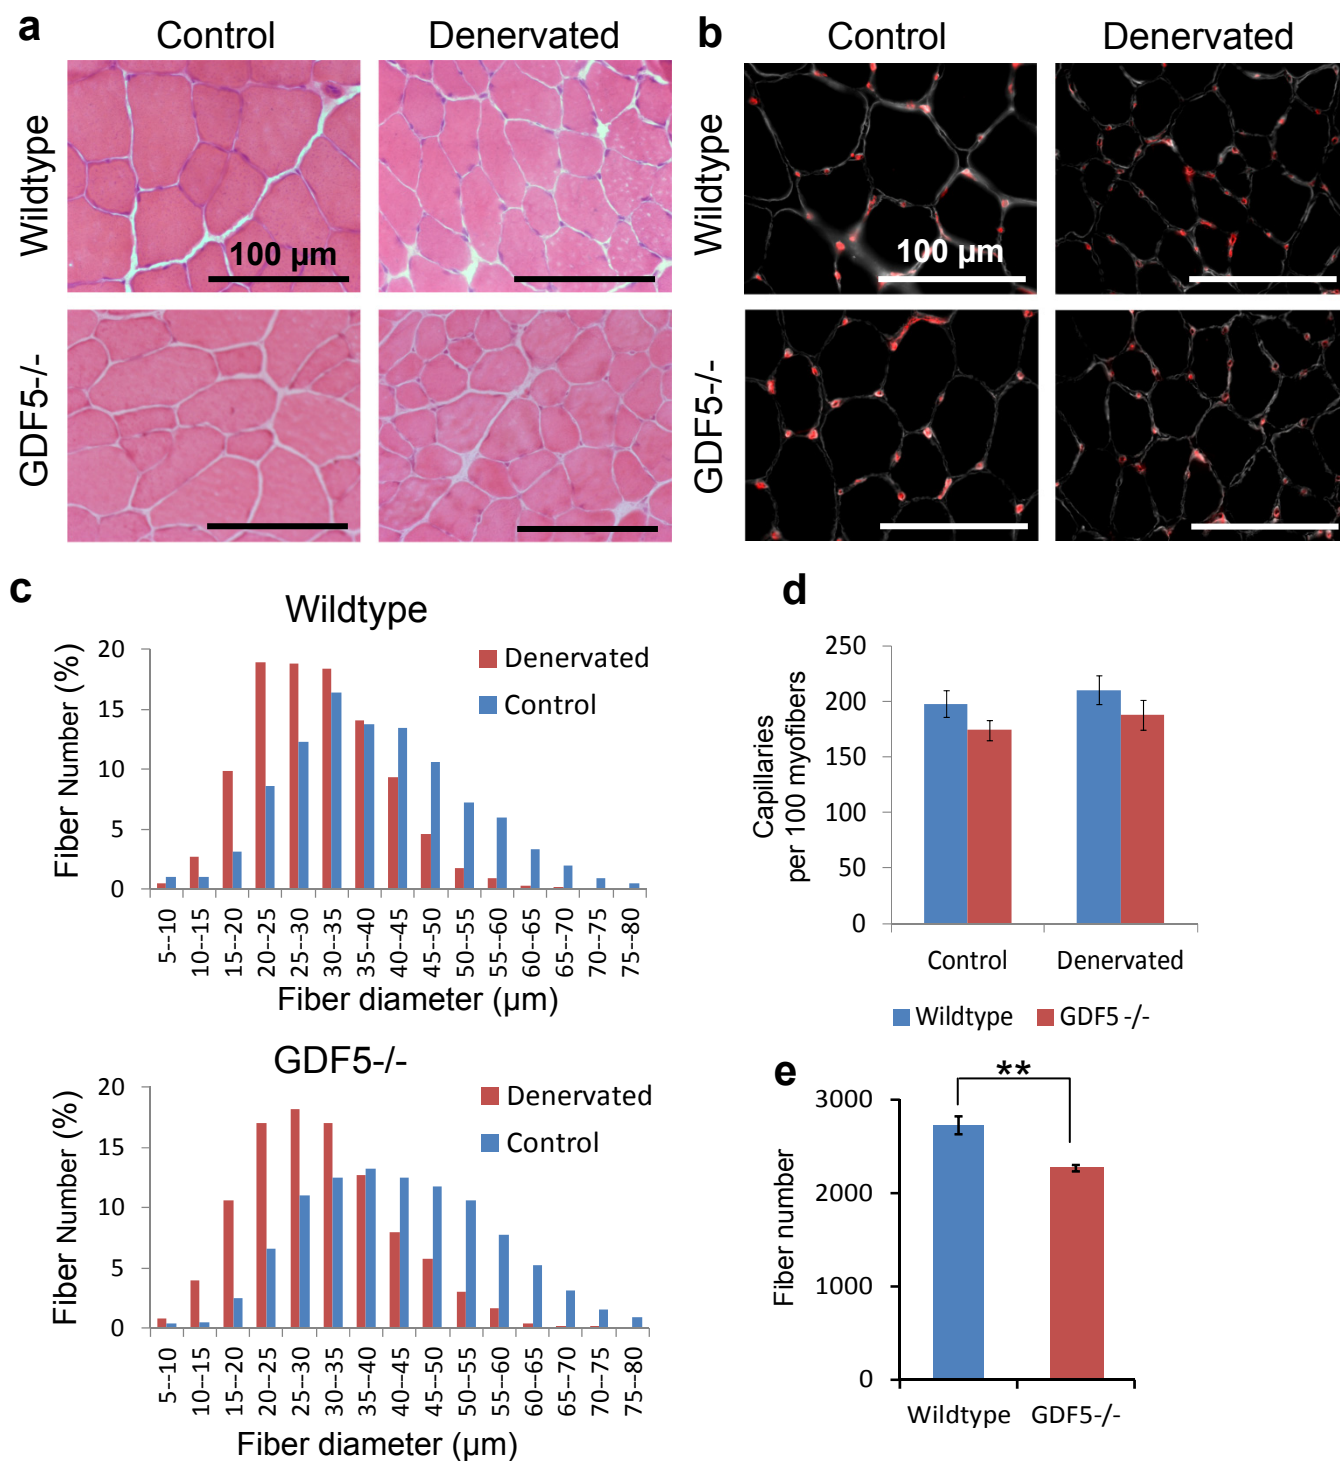 a
Control
Denervated
Wildtype
100 µm
GDF5-/-
b
Control
Denervated
Wildtype
100 µm
GDF5-/-
c
Wildtype
Fiber Number (%)
20
15
10
5
0
Denervated
Control
5--10
10--15
15--20
20--25
25--30
30--35
35--40
40--45
45--50
50--55
55--60
60--65
65--70
70--75
75--80
Fiber diameter (µm)
GDF5-/-
Fiber Number (%)
20
15
10
5
0
Denervated
Control
5--10
10--15
15--20
20--25
25--30
30--35
35--40
40--45
45--50
50--55
55--60
60--65
65--70
70--75
75--80
Fiber diameter (µm)
d
Capillaries
per 100 myofibers
250
200
150
100
50
0
Control
Denervated
Wildtype
GDF5 -/-
e
**
Fiber number
3000
2000
1000
0
Wildtype
GDF5-/-